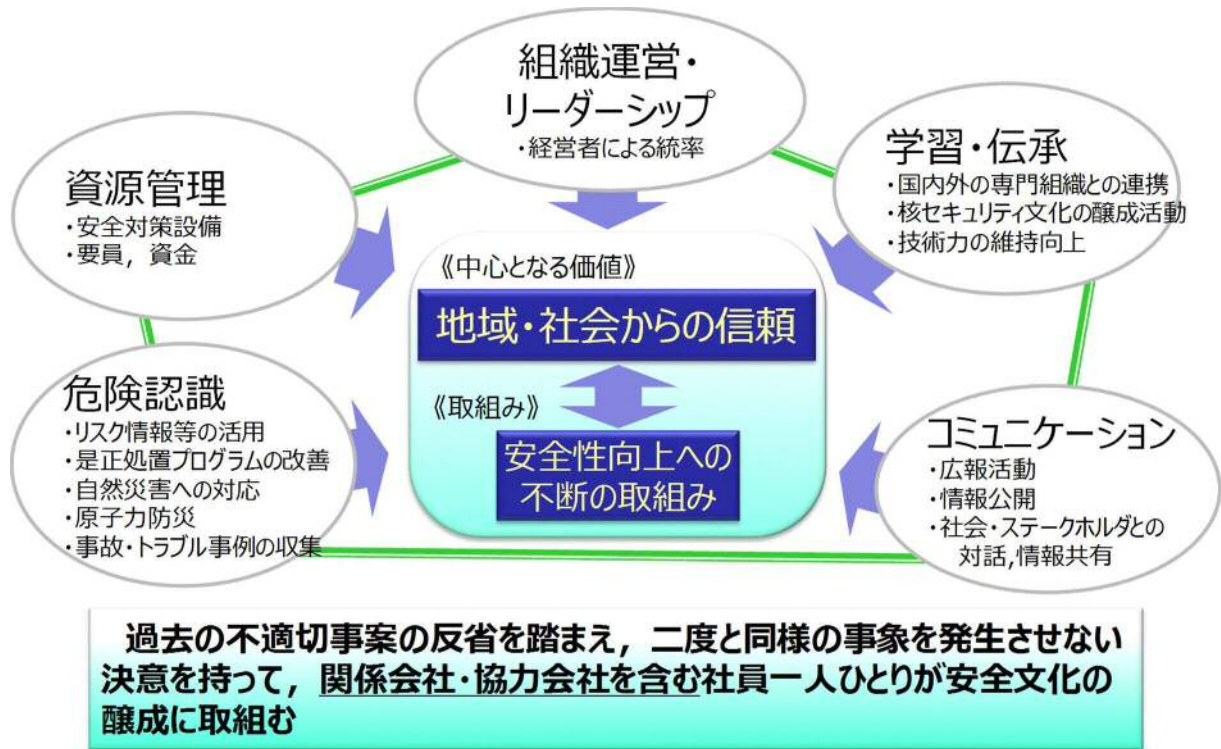 組織運営・
リーダーシップ
・経営者による統率
資源管理
・安全対策設備
・要員，資金
学習・伝承
・国内外の専門組織との連携
・核セキュリティ文化の醸成活動
・技術力の維持向上
《中心となる価値》
地域・社会からの信頼
《取組み》
安全性向上への
不断の取組み
危険認識
・リスク情報等の活用
・是正処置プログラムの改善
・自然災害への対応
・原子力防災
・事故・トラブル事例の収集
コミュニケーション
・広報活動
・情報公開
・社会・ステークホルダとの
対話,情報共有
過去の不適切事案の反省を踏まえ，二度と同様の事象を発生させない
決意を持って，関係会社・協力会社を含む社員一人ひとりが安全文化の
醸成に取組む